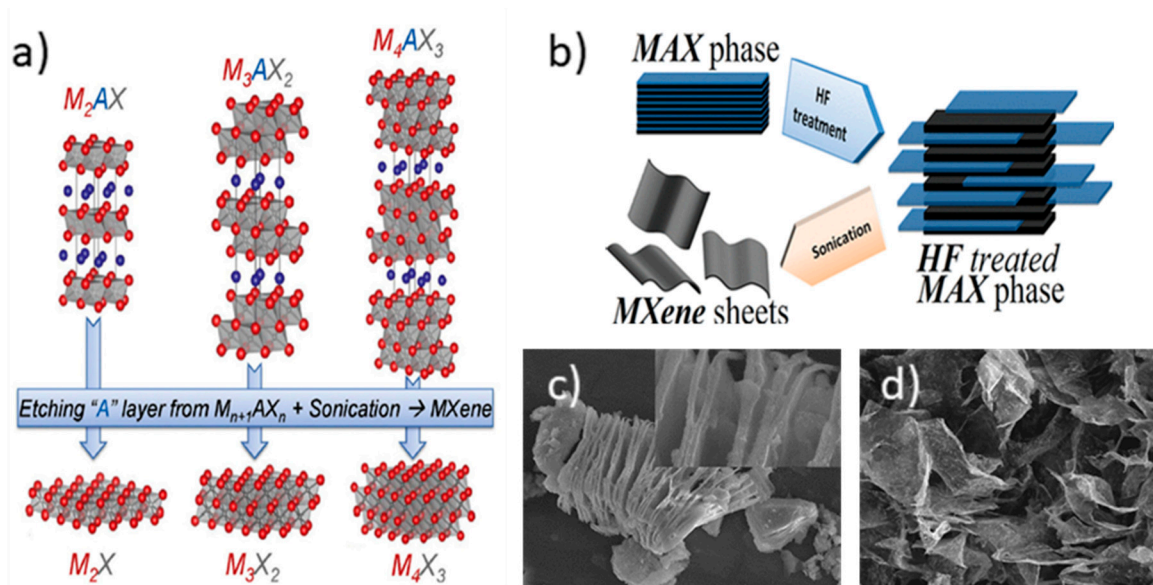 a)
M₂AX
M₃AX₂
M₄AX₃
Etching "A" layer from Mₙ₊₁AXₙ + Sonication → MXene
M₂X
M₃X₂
M₄X₃
b)
MAX phase
HF
treatment
Sonication
MXene sheets
HF treated
MAX phase
c)
d)